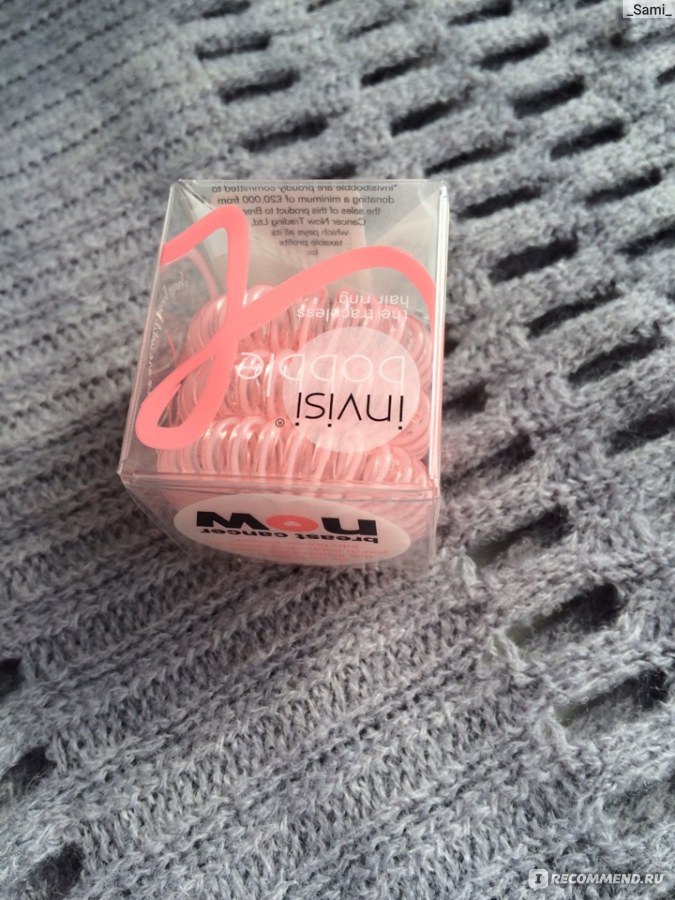 _Sami_
"invisibobble are proudly committed to
donating a minimum of £20,000 from
the sales of this product to Breast
Cancer Now Trading Ltd,
which pays all its
taxable profits
to:
the traceless
hair ring
invisi
bobble
®
breast cancer
now
IRECOMMEND.RU